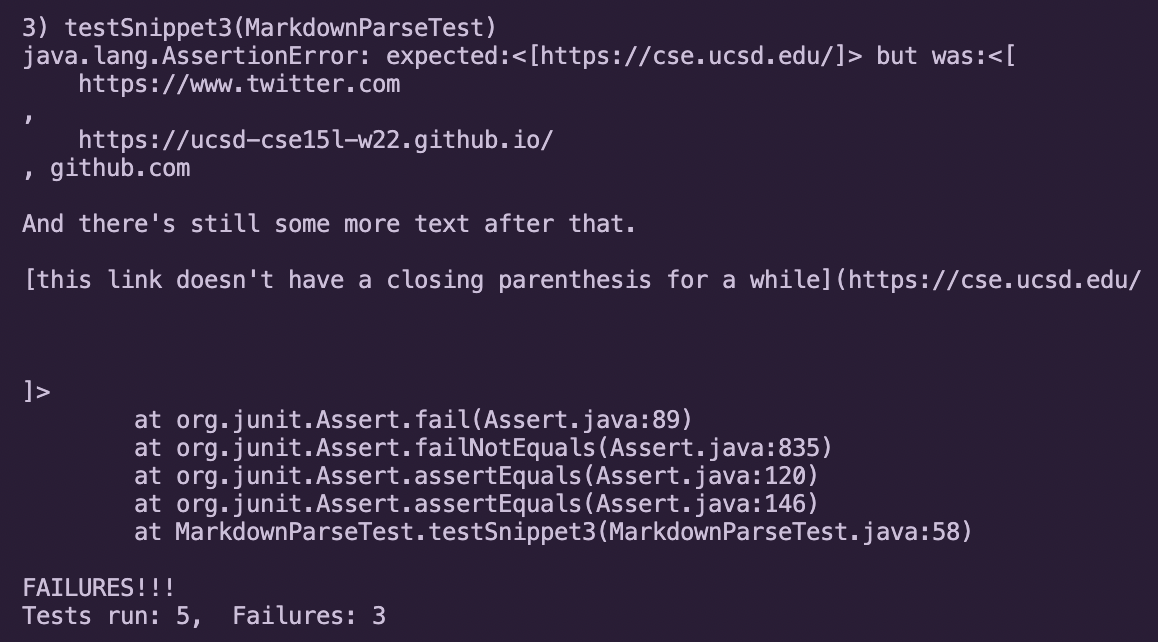 3) testSnippet3(MarkdownParseTest)
java.lang.AssertionError: expected:<[https://cse.ucsd.edu/]> but was:<[
    https://www.twitter.com
,
    https://ucsd-cse15l-w22.github.io/
, github.com

And there's still some more text after that.

[this link doesn't have a closing parenthesis for a while](https://cse.ucsd.edu/



]>
        at org.junit.Assert.fail(Assert.java:89)
        at org.junit.Assert.failNotEquals(Assert.java:835)
        at org.junit.Assert.assertEquals(Assert.java:120)
        at org.junit.Assert.assertEquals(Assert.java:146)
        at MarkdownParseTest.testSnippet3(MarkdownParseTest.java:58)

FAILURES!!!
Tests run: 5,  Failures: 3